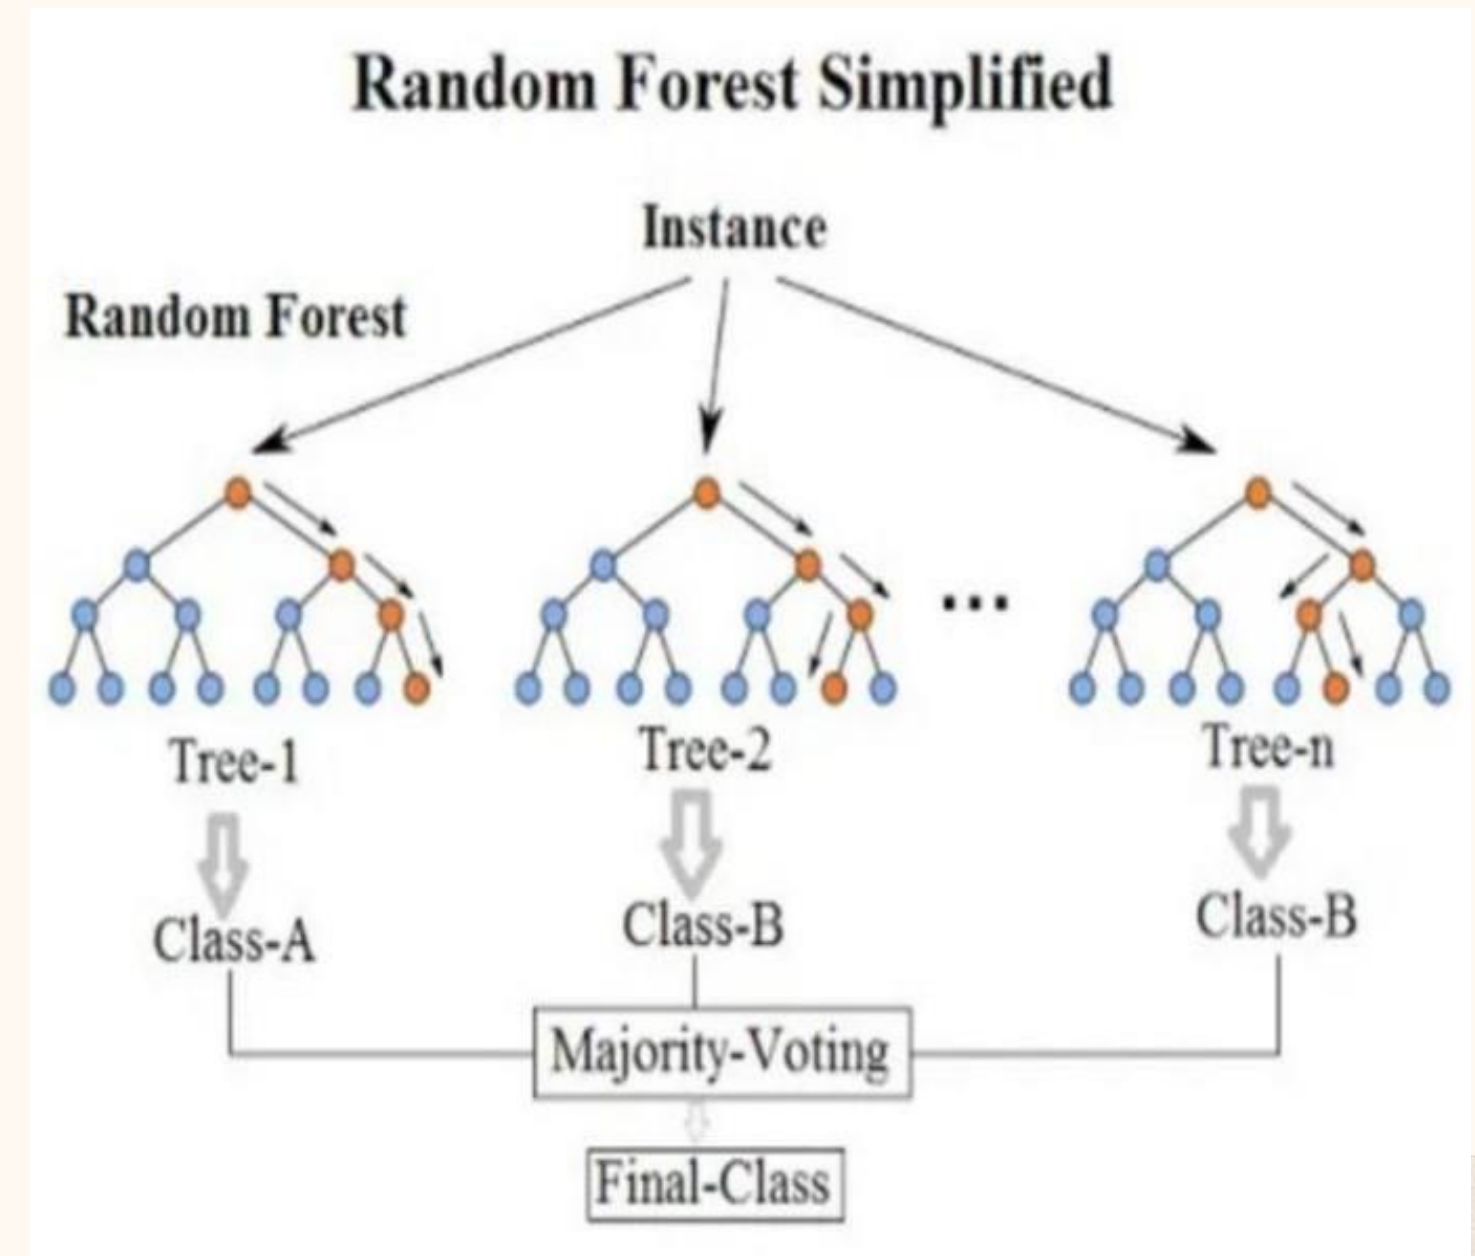 Random Forest Simplified
Instance
Random Forest
...
Tree-1
Tree-2
Tree-n
Class-A
Class-B
Class-B
Majority-Voting
Final-Class